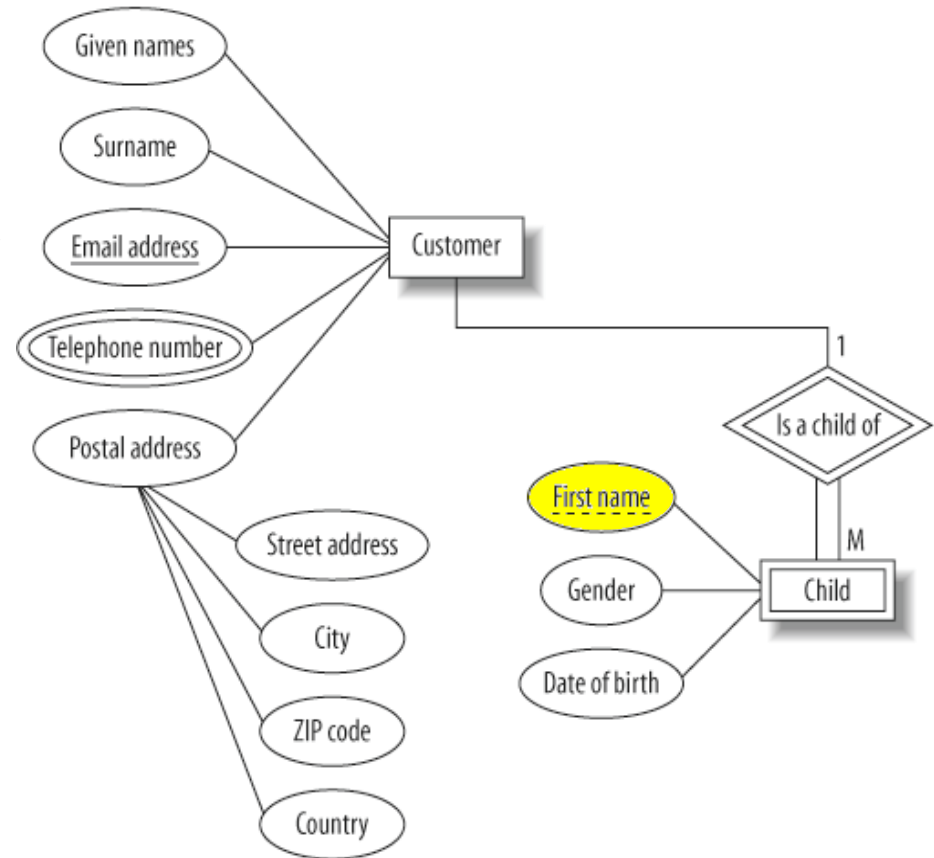 Given names
Surname
Email address
Customer
Telephone number
1
Postal address
Is a child of
First name
Street address
M
Gender
Child
City
Date of birth
ZIP code
Country